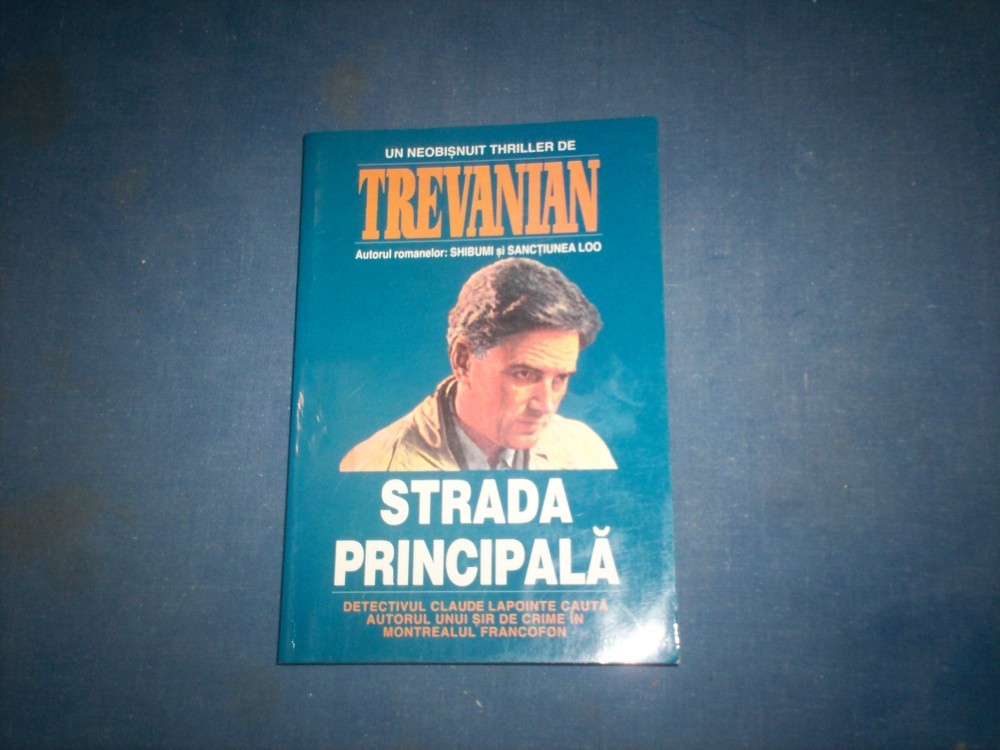 UN NEOBIȘNUIT THRILLER DE
TREVANIAN
Autorul romanelor: SHIBUMI și SANCȚIUNEA LOO
STRADA
PRINCIPALĂ
DETECTIVUL CLAUDE LAPOINTE CAUTĂ
AUTORUL UNUI ȘIR DE CRIME ÎN
MONTREALUL FRANCOFON